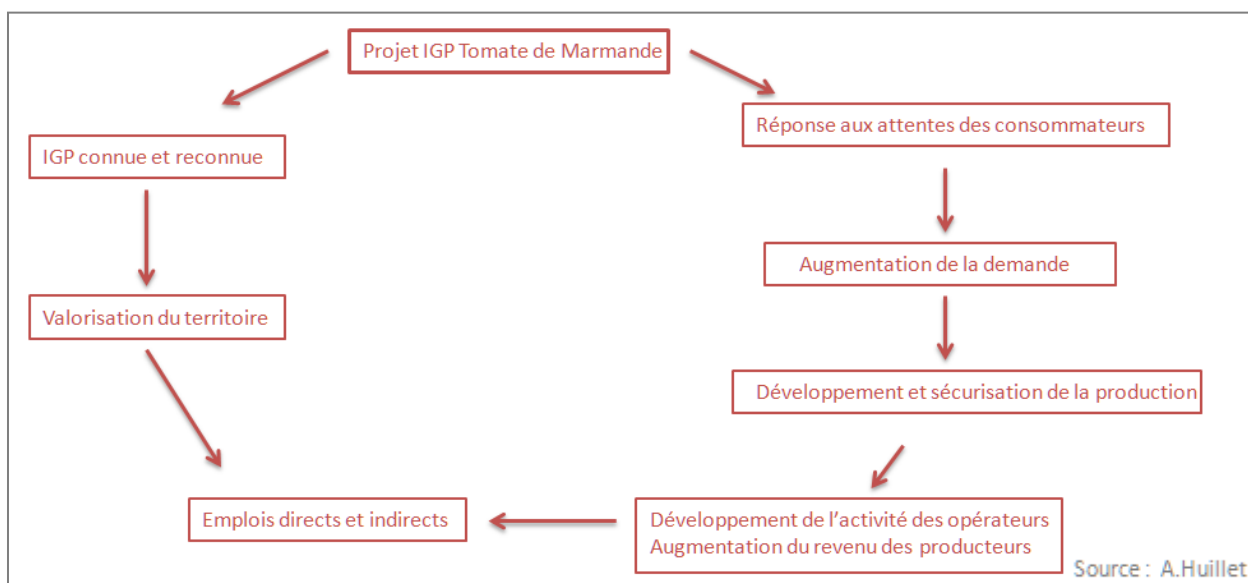 Projet IGP Tomate de Marmande
Réponse aux attentes des consommateurs
IGP connue et reconnue
Augmentation de la demande
Valorisation du territoire
Développement et sécurisation de la production
Emplois directs et indirects
Développement de l’activité des opérateurs
Augmentation du revenu des producteurs
Source : A.Huillet